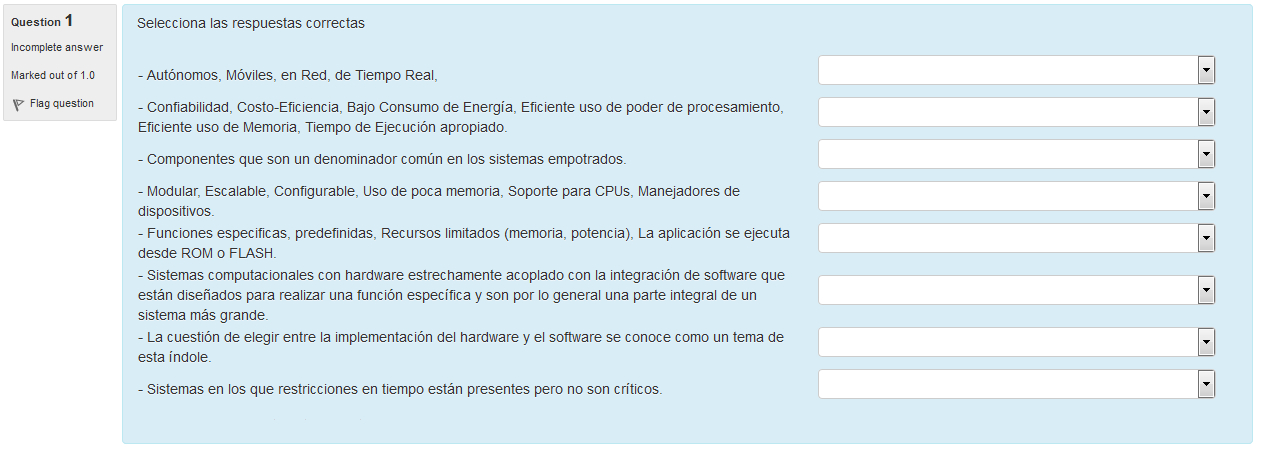 Question 1
Incomplete answer
Marked out of 1.0
Flag question
Selecciona las respuestas correctas
- Autónomos, Móviles, en Red, de Tiempo Real,
- Confiabilidad, Costo-Eficiencia, Bajo Consumo de Energía, Eficiente uso de poder de procesamiento,
Eficiente uso de Memoria, Tiempo de Ejecución apropiado.
- Componentes que son un denominador común en los sistemas empotrados.
- Modular, Escalable, Configurable, Uso de poca memoria, Soporte para CPUs, Manejadores de
dispositivos.
- Funciones especificas, predefinidas, Recursos limitados (memoria, potencia), La aplicación se ejecuta
desde ROM o FLASH.
- Sistemas computacionales con hardware estrechamente acoplado con la integración de software que
están diseñados para realizar una función específica y son por lo general una parte integral de un
sistema más grande.
- La cuestión de elegir entre la implementación del hardware y el software se conoce como un tema de
esta índole.
- Sistemas en los que restricciones en tiempo están presentes pero no son críticos.